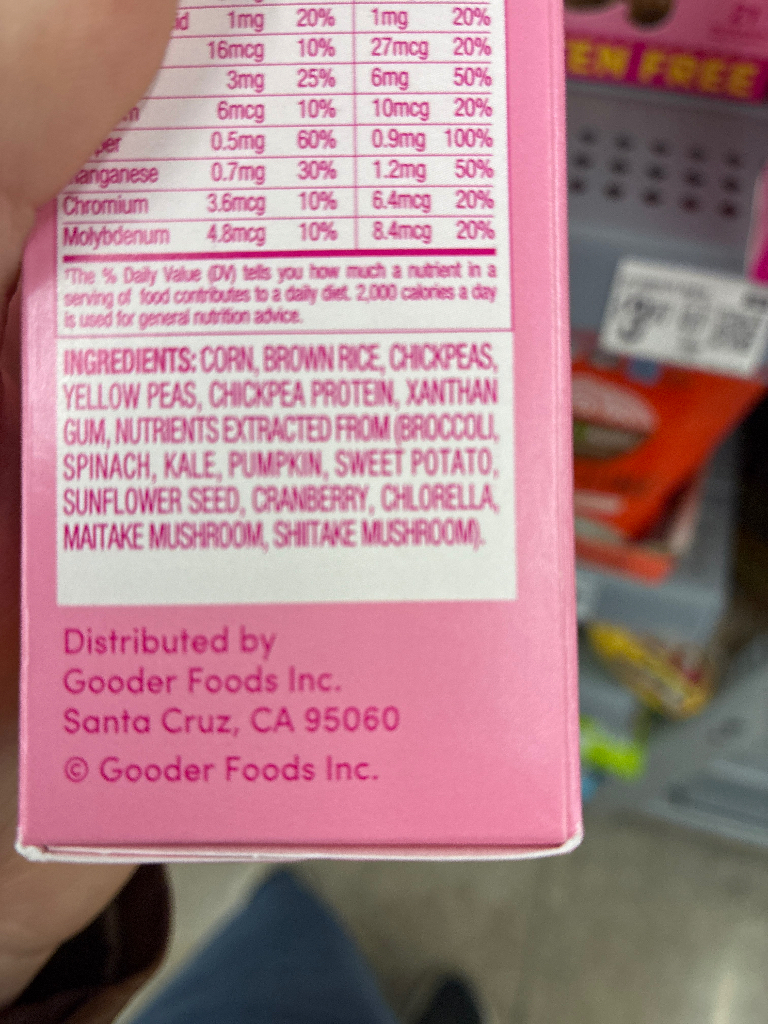 1mg 20% 1mg 20%
16mcg 10% 27mcg 20%
3mg 25% 6mg 50%
6mcg 10% 10mcg 20%
0.5mg 60% 0.9mg 100%
0.7mg 30% 1.2mg 50%
Chromium 3.6mcg 10% 6.4mcg 20%
Molybdenum 4.8mcg 10% 8.4mcg 20%
*The % Daily Value (DV) tells you how much a nutrient in a
serving of food contributes to a daily diet. 2,000 calories a day
is used for general nutrition advice.
INGREDIENTS: CORN, BROWN RICE, CHICKPEAS,
YELLOW PEAS, CHICKPEA PROTEIN, XANTHAN
GUM, NUTRIENTS EXTRACTED FROM (BROCCOLI,
SPINACH, KALE, PUMPKIN, SWEET POTATO,
SUNFLOWER SEED, CRANBERRY, CHLORELLA,
MAITAKE MUSHROOM, SHIITAKE MUSHROOM).
Distributed by
Gooder Foods Inc.
Santa Cruz, CA 95060
© Gooder Foods Inc.
FREE